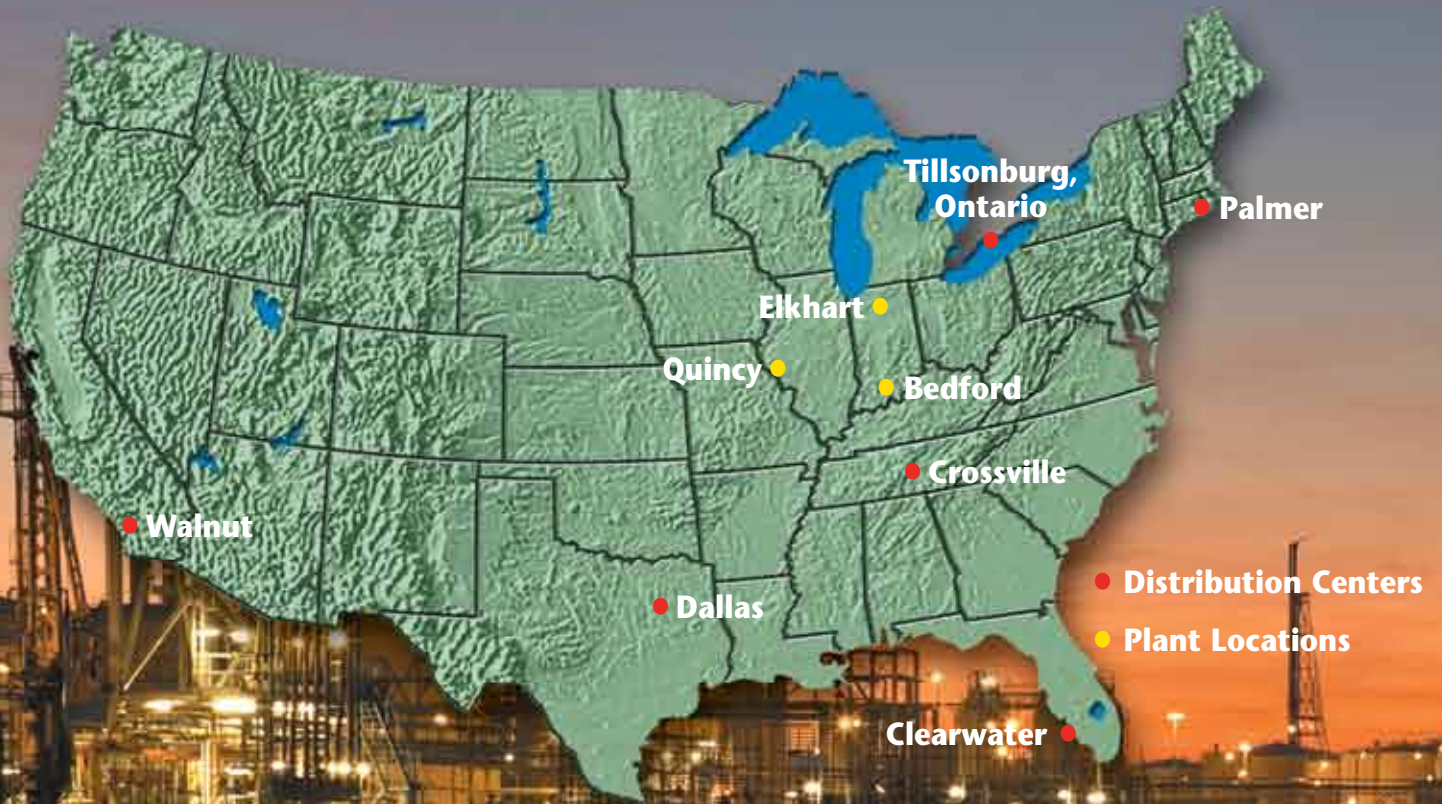 Tillsonburg,
Ontario
Palmer
Elkhart
Quincy
Bedford
Crossville
Walnut
Distribution Centers
Dallas
Plant Locations
Clearwater